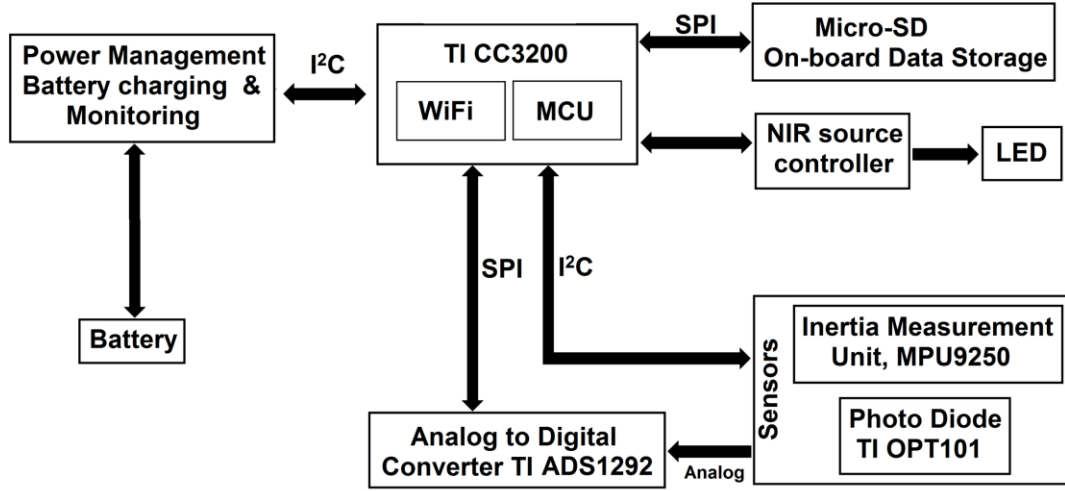 Power Management
Battery charging &
Monitoring
I²C
TI CC3200
WiFi
MCU
SPI
Micro-SD
On-board Data Storage
NIR source
controller
LED
SPI
I²C
Battery
Sensors
Inertia Measurement
Unit, MPU9250
Photo Diode
TI OPT101
Analog to Digital
Converter TI ADS1292
Analog